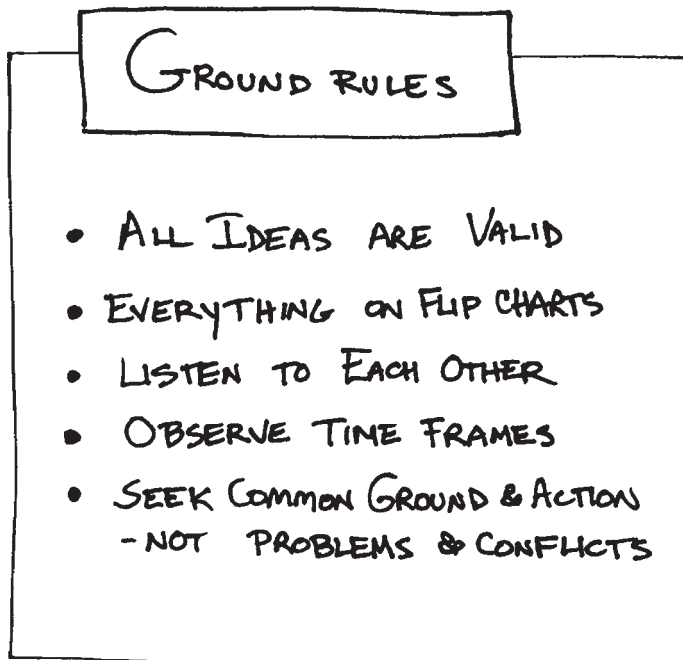 GROUND RULES
• ALL IDEAS ARE VALID
• EVERYTHING ON FLIP CHARTS
• LISTEN TO EACH OTHER
• OBSERVE TIME FRAMES
• SEEK COMMON GROUND & ACTION
- NOT PROBLEMS & CONFLICTS